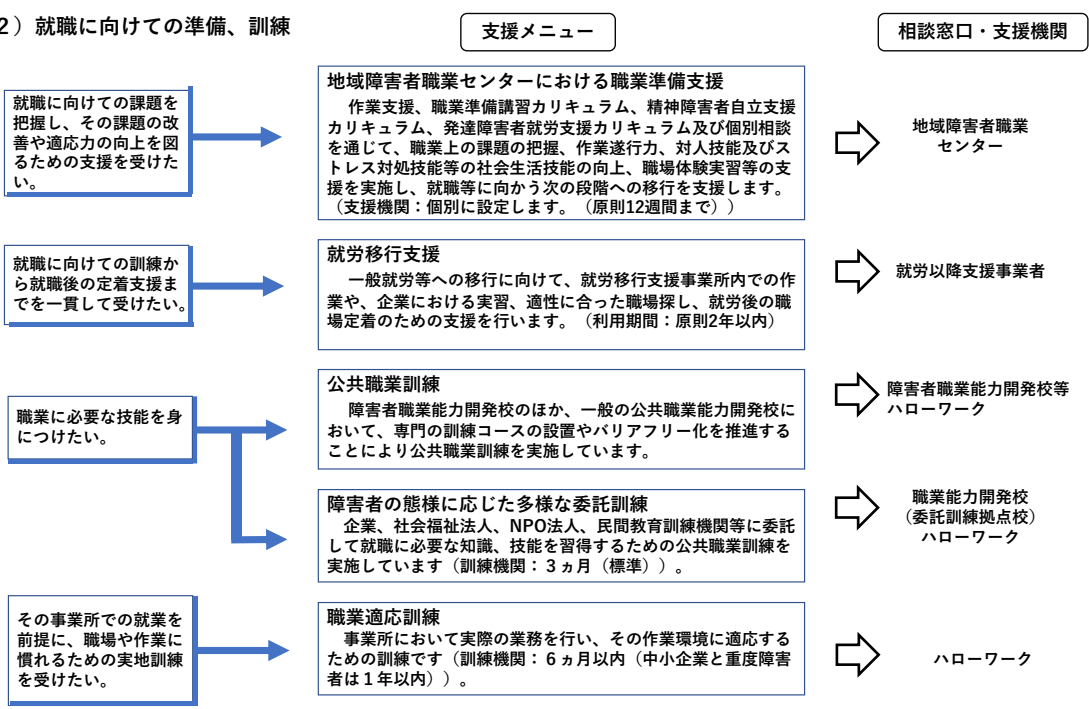 2）就職に向けての準備、訓練
支援メニュー
相談窓口・支援機関
就職に向けての課題を
把握し、その課題の改
善や適応力の向上を図
るための支援を受けた
い。
地域障害者職業センターにおける職業準備支援
作業支援、職業準備講習カリキュラム、精神障害者自立支援
カリキュラム、発達障害者就労支援カリキュラム及び個別相談
を通じて、職業上の課題の把握、作業遂行力、対人技能及びス
トレス対処技能等の社会生活技能の向上、職場体験実習等の支
援を実施し、就職等に向かう次の段階への移行を支援します。
（支援機関：個別に設定します。（原則12週間まで））
地域障害者職業
センター
就職に向けての訓練か
ら就職後の定着支援ま
でを一貫して受けたい。
就労移行支援
一般就労等への移行に向けて、就労移行支援事業所内での作
業や、企業における実習、適性に合った職場探し、就労後の職
場定着のための支援を行います。（利用期間：原則2年以内）
就労以降支援事業者
職業に必要な技能を身
につけたい。
公共職業訓練
障害者職業能力開発校のほか、一般の公共職業能力開発校に
おいて、専門の訓練コースの設置やバリアフリー化を推進する
ことにより公共職業訓練を実施しています。
障害者職業能力開発校等
ハローワーク
障害者の態様に応じた多様な委託訓練
企業、社会福祉法人、NPO法人、民間教育訓練機関等に委託
して就職に必要な知識、技能を習得するための公共職業訓練を
実施しています（訓練機関：３ヵ月（標準））。
職業能力開発校
（委託訓練拠点校）
ハローワーク
その事業所での就業を
前提に、職場や作業に
慣れるための実地訓練
を受けたい。
職業適応訓練
事業所において実際の業務を行い、その作業環境に適応する
ための訓練です（訓練機関：６ヵ月以内（中小企業と重度障害
者は１年以内））。
ハローワーク